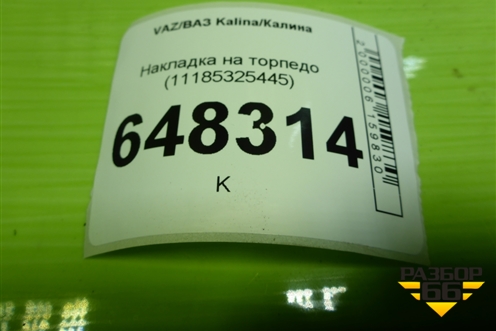 VAZ/ВАЗ Kalina/Калина
Накладка на торпедо
(11185325445)
648314
К
2000006159830
РАЗБОР
66